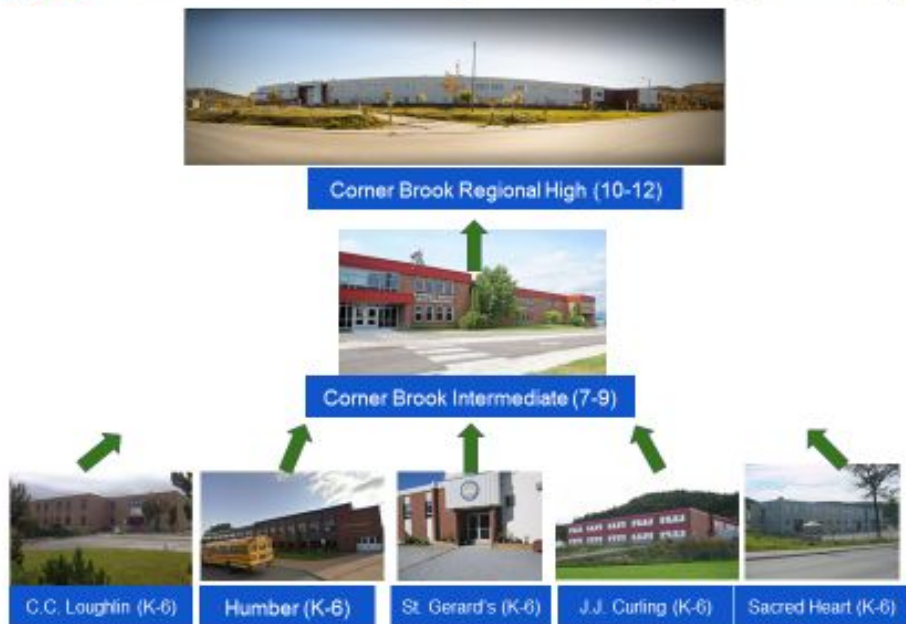 Corner Brook Regional High (10-12)
Corner Brook Intermediate (7-9)
C.C. Loughlin (K-6)
Humber (K-6)
St. Gerard's (K-6)
J.J. Curling (K-6)
Sacred Heart (K-6)